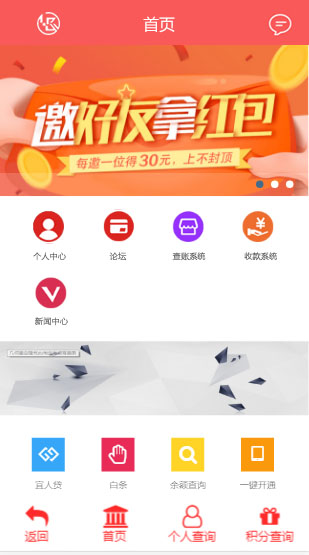 首页
邀好友拿红包
每邀一位得30元，上不封顶
个人中心 论坛 查账系统 收款系统
新闻中心
宜人贷 白条 余额查询 一键开通
返回 首页 个人查询 积分查询